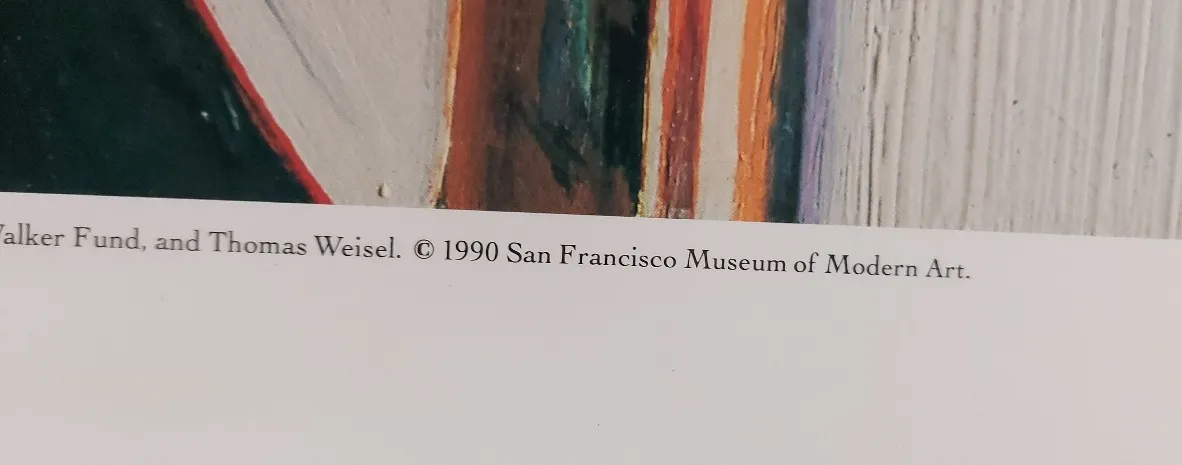 alker Fund, and Thomas Weisel. © 1990 San Francisco Museum of Modern Art.